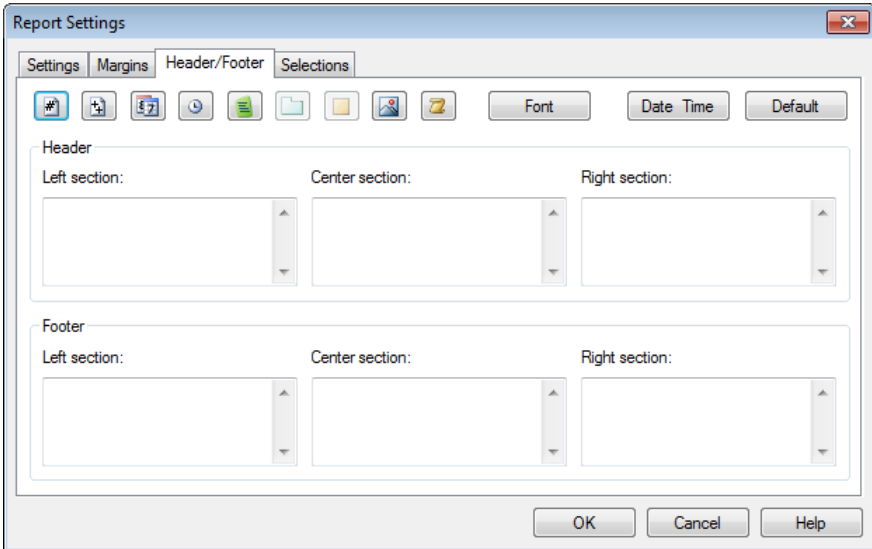 Report Settings
Settings Margins Header/Footer Selections
Font Date Time Default
Header
Left section: Center section: Right section:
Footer
Left section: Center section: Right section:
OK Cancel Help